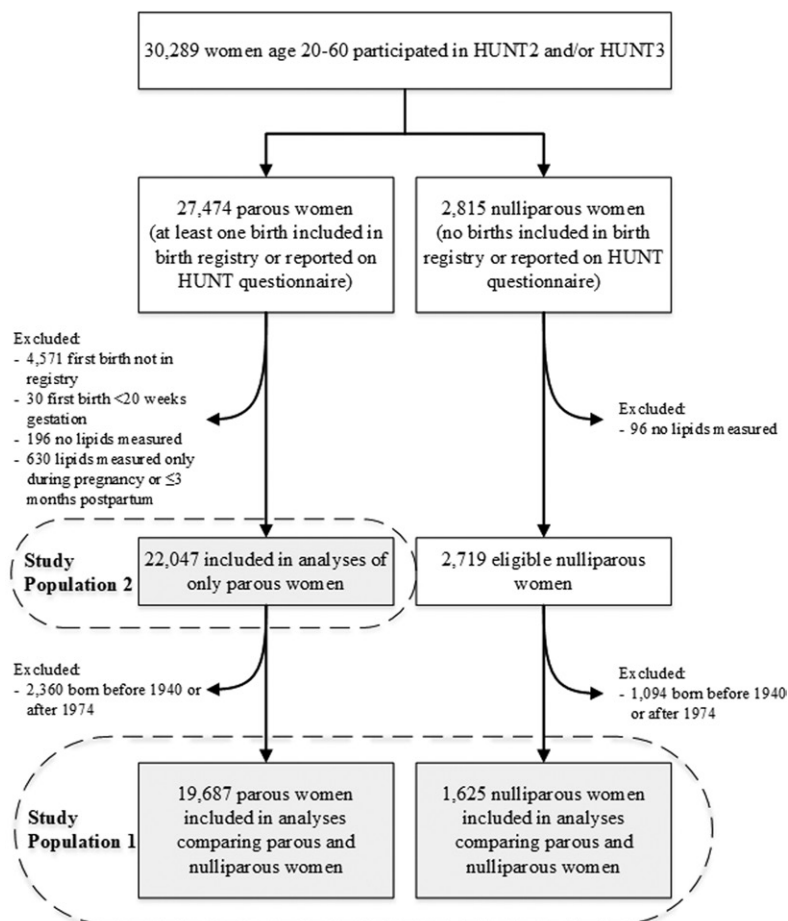 30,289 women age 20-60 participated in HUNT2 and/or HUNT3
27,474 parous women
(at least one birth included in
birth registry or reported on
HUNT questionnaire)
2,815 nulliparous women
(no births included in birth
registry or reported on HUNT
questionnaire)
Excluded:
- 4,571 first birth not in
registry
- 30 first birth <20 weeks
gestation
- 196 no lipids measured
- 630 lipids measured only
during pregnancy or ≤3
months postpartum
Excluded:
- 96 no lipids measured
Study
Population 2
22,047 included in analyses of
only parous women
2,719 eligible nulliparous
women
Excluded:
- 2,360 born before 1940 or
after 1974
Excluded:
- 1,094 born before 1940
or after 1974
Study
Population 1
19,687 parous women
included in analyses
comparing parous and
nulliparous women
1,625 nulliparous women
included in analyses
comparing parous and
nulliparous women